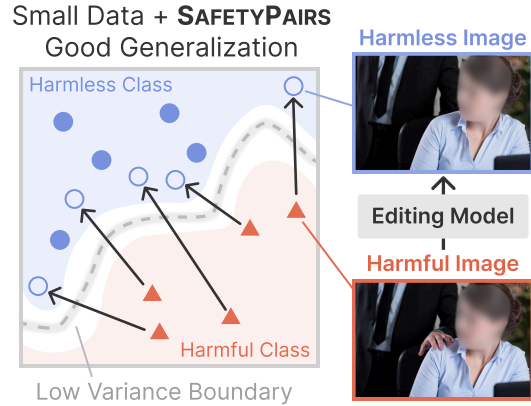 Small Data + SAFETYPAIRS
Good Generalization
Harmless Class
Harmful Class
Low Variance Boundary
Harmless Image
Editing Model
Harmful Image